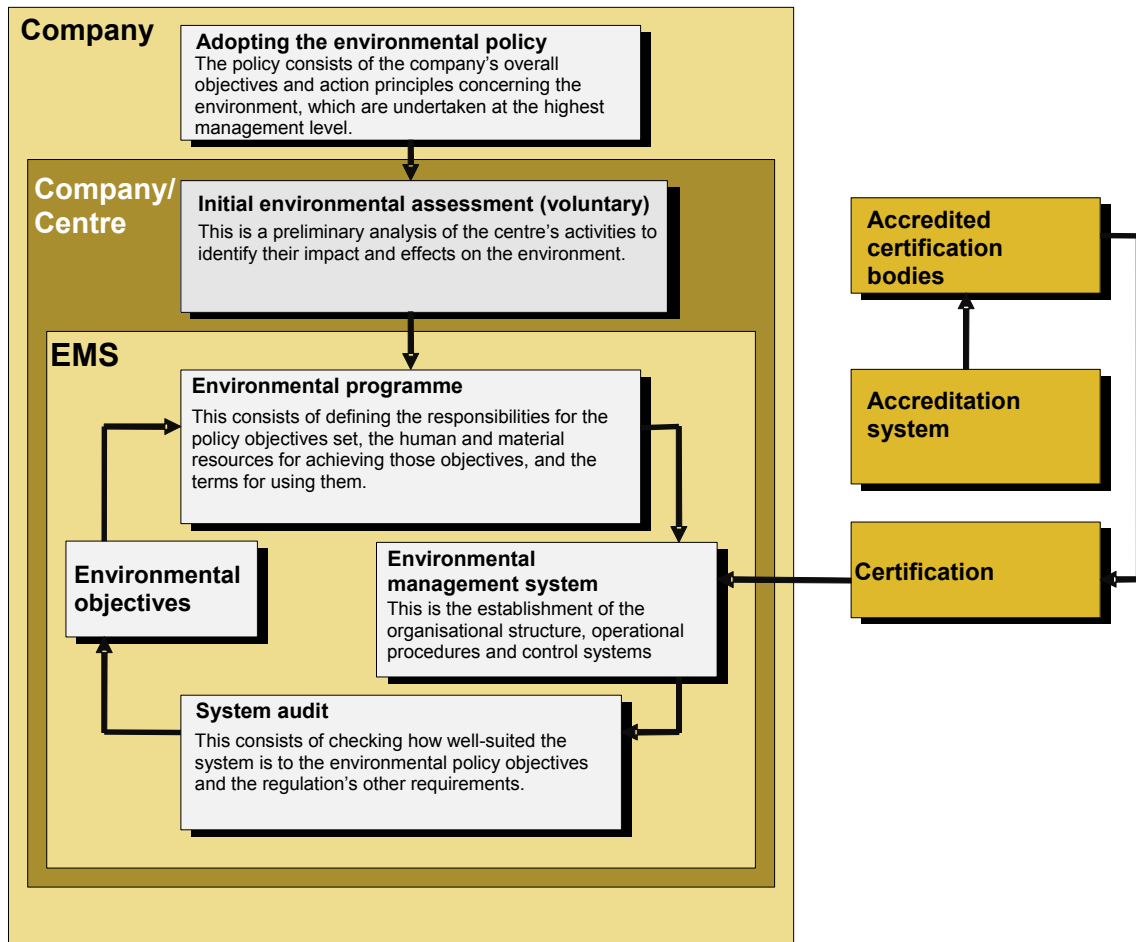 Company
Adopting the environmental policy
The policy consists of the company’s overall
objectives and action principles concerning the
environment, which are undertaken at the highest
management level.
Company/
Centre
Initial environmental assessment (voluntary)
This is a preliminary analysis of the centre’s activities to
identify their impact and effects on the environment.
EMS
Environmental programme
This consists of defining the responsibilities for the
policy objectives set, the human and material
resources for achieving those objectives, and the
terms for using them.
Environmental
objectives
Environmental
management system
This is the establishment of the
organisational structure, operational
procedures and control systems
System audit
This consists of checking how well-suited the
system is to the environmental policy objectives
and the regulation’s other requirements.
Accredited
certification
bodies
Accreditation
system
Certification